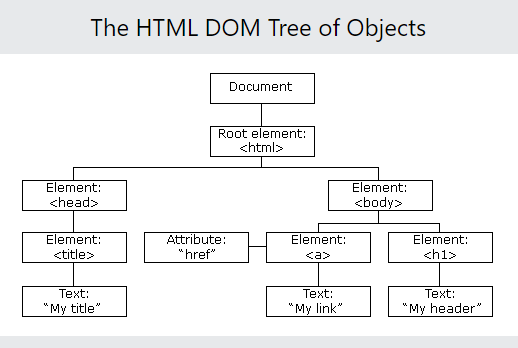 The HTML DOM Tree of Objects
Document
Root element:
<html>
Element:
<head>
Element:
<body>
Element:
<title>
Attribute:
“href”
Element:
<a>
Element:
<h1>
Text:
“My title”
Text:
“My link”
Text:
“My header”